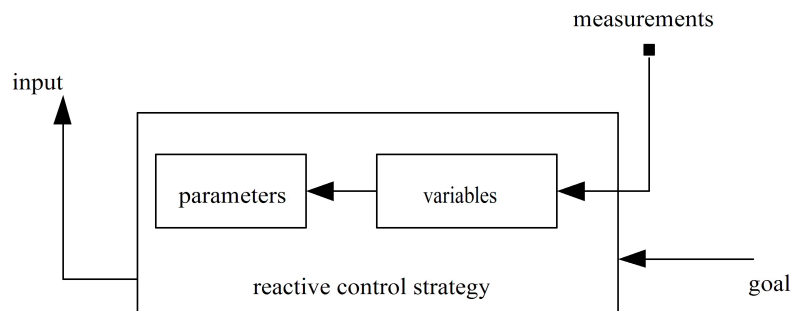 measurements
input
parameters
variables
reactive control strategy
goal